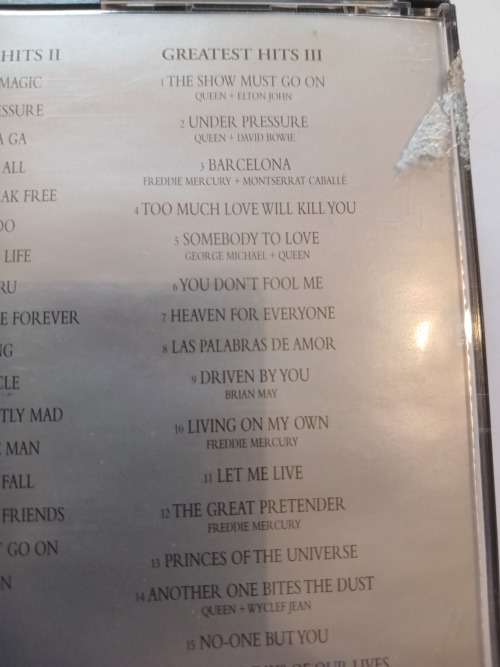 HITS II
MAGIC
ESSURE
A GA
ALL
AK FREE
DO
LIFE
RU
E FOREVER
NG
CLE
TLY MAD
MAN
FALL
FRIENDS
GO ON
N
GREATEST HITS III
1 THE SHOW MUST GO ON
QUEEN + ELTON JOHN
2 UNDER PRESSURE
QUEEN + DAVID BOWIE
3 BARCELONA
FREDDIE MERCURY + MONTSERRAT CABALLÉ
4 TOO MUCH LOVE WILL KILL YOU
5 SOMEBODY TO LOVE
GEORGE MICHAEL + QUEEN
6 YOU DON'T FOOL ME
7 HEAVEN FOR EVERYONE
8 LAS PALABRAS DE AMOR
9 DRIVEN BY YOU
BRIAN MAY
10 LIVING ON MY OWN
FREDDIE MERCURY
11 LET ME LIVE
12 THE GREAT PRETENDER
FREDDIE MERCURY
13 PRINCES OF THE UNIVERSE
14 ANOTHER ONE BITES THE DUST
QUEEN + WYCLEF JEAN
15 NO-ONE BUT YOU
OF OUR LIVES